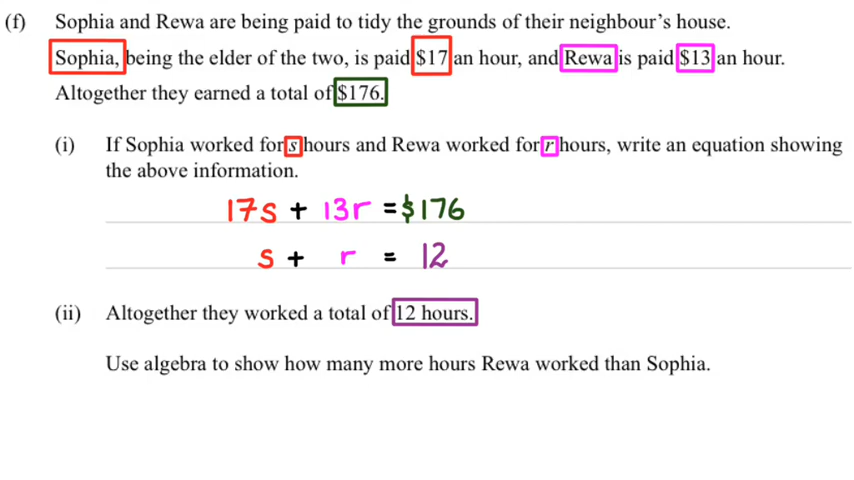 (f) Sophia and Rewa are being paid to tidy the grounds of their neighbour's house.
Sophia, being the elder of the two, is paid $17 an hour, and Rewa is paid $13 an hour.
Altogether they earned a total of $176.
(i) If Sophia worked for s hours and Rewa worked for r hours, write an equation showing
the above information.
17s + 13r = $176
s + r = 12
(ii) Altogether they worked a total of 12 hours.
Use algebra to show how many more hours Rewa worked than Sophia.